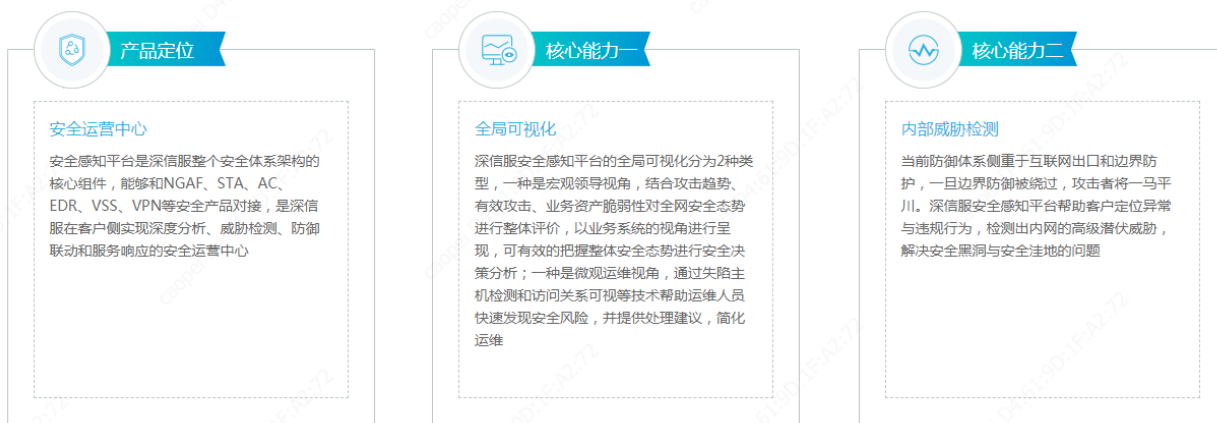 产品定位
安全运营中心
安全感知平台是深信服整个安全体系架构的
核心组件，能够和NGAF、STA、AC、
EDR、VSS、VPN等安全产品对接，是深信
服在客户侧实现深度分析、威胁检测、防御
联动和服务响应的安全运营中心
核心能力一
全局可视化
深信服安全感知平台的全局可视化分为2种类
型，一种是宏观领导视角，结合攻击趋势、
有效攻击、业务资产脆弱性对全网安全态势
进行整体评价，以业务系统的视角进行呈
现，可有效的把握整体安全态势进行安全决
策分析；一种是微观运维视角，通过失陷主
机检测和访问关系可视等技术帮助运维人员
快速发现安全风险，并提供处理建议，简化
运维
核心能力二
内部威胁检测
当前防御体系侧重于互联网出口和边界防
护，一旦边界防御被绕过，攻击者将一马平
川。深信服安全感知平台帮助客户定位异常
与违规行为，检测出内网的高级潜伏威胁，
解决安全黑洞与安全洼地的问题